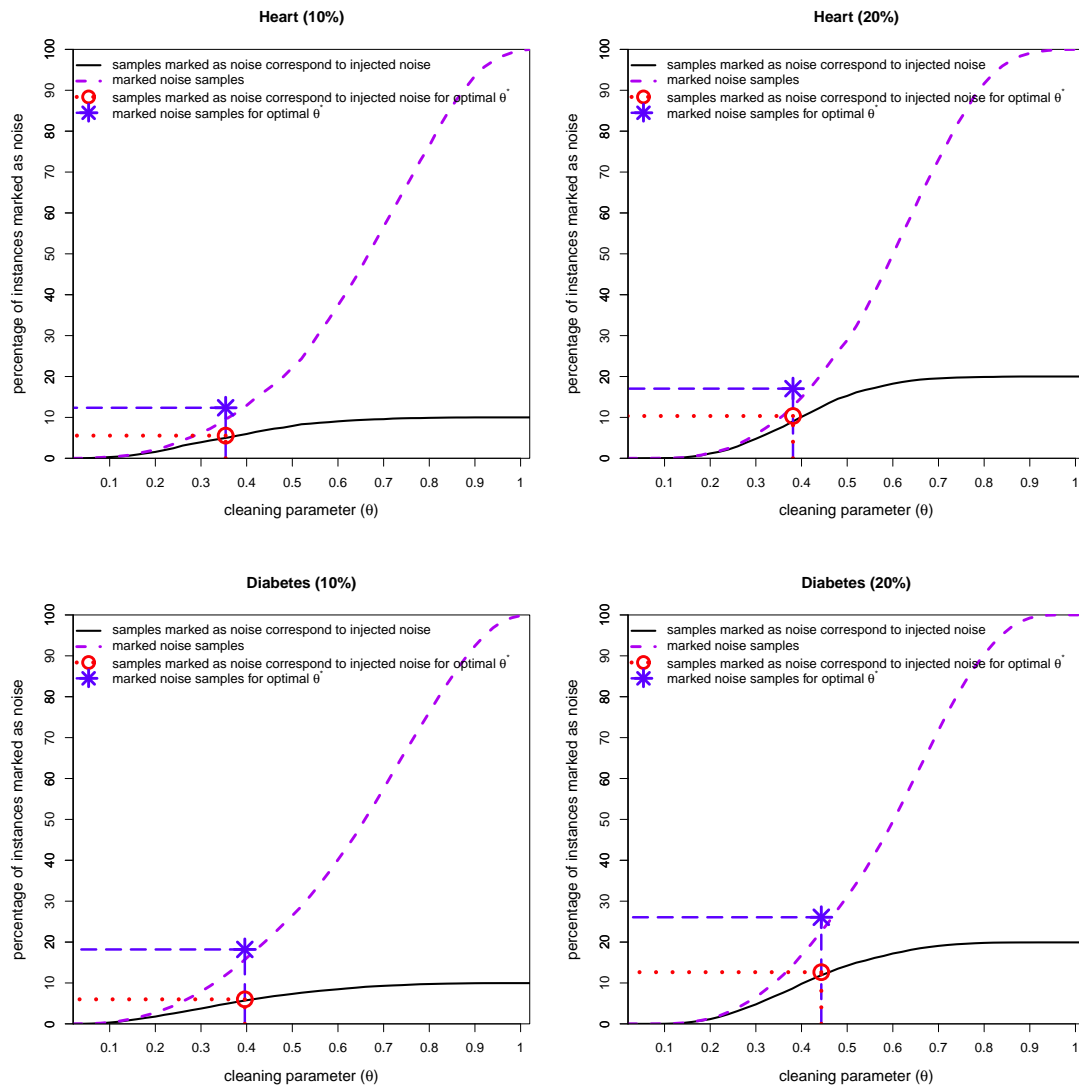 Heart (10%)
percentage of instances marked as noise
0 10 20 30 40 50 60 70 80 90 100
samples marked as noise correspond to injected noise
marked noise samples
samples marked as noise correspond to injected noise for optimal θ*
marked noise samples for optimal θ*
0.1 0.2 0.3 0.4 0.5 0.6 0.7 0.8 0.9 1
cleaning parameter (θ)
Heart (20%)
percentage of instances marked as noise
0 10 20 30 40 50 60 70 80 90 100
samples marked as noise correspond to injected noise
marked noise samples
samples marked as noise correspond to injected noise for optimal θ*
marked noise samples for optimal θ*
0.1 0.2 0.3 0.4 0.5 0.6 0.7 0.8 0.9 1
cleaning parameter (θ)
Diabetes (10%)
percentage of instances marked as noise
0 10 20 30 40 50 60 70 80 90 100
samples marked as noise correspond to injected noise
marked noise samples
samples marked as noise correspond to injected noise for optimal θ*
marked noise samples for optimal θ*
0.1 0.2 0.3 0.4 0.5 0.6 0.7 0.8 0.9 1
cleaning parameter (θ)
Diabetes (20%)
percentage of instances marked as noise
0 10 20 30 40 50 60 70 80 90 100
samples marked as noise correspond to injected noise
marked noise samples
samples marked as noise correspond to injected noise for optimal θ*
marked noise samples for optimal θ*
0.1 0.2 0.3 0.4 0.5 0.6 0.7 0.8 0.9 1
cleaning parameter (θ)